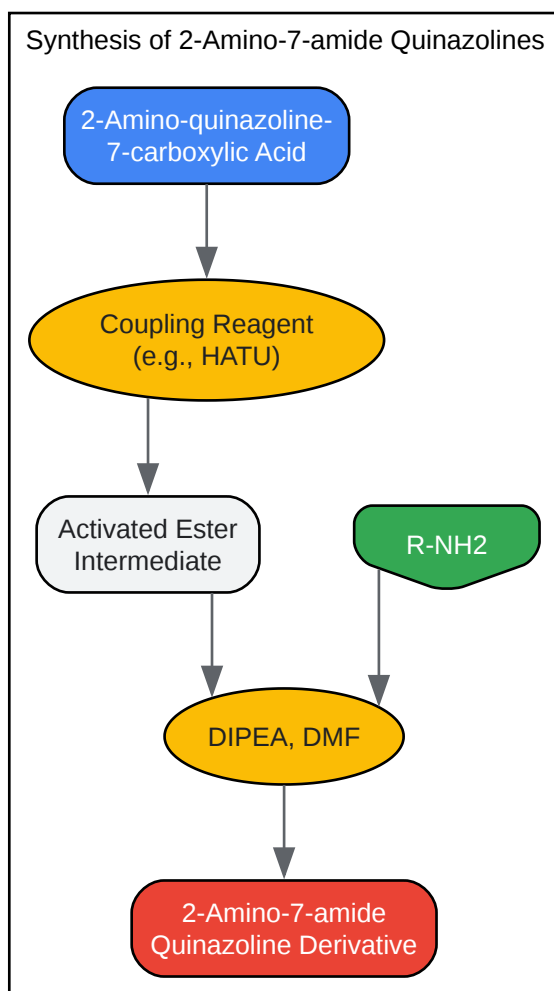 Synthesis of 2-Amino-7-amide Quinazolines
2-Amino-quinazoline-
7-carboxylic Acid
Coupling Reagent
(e.g., HATU)
Activated Ester
Intermediate
R-NH2
DIPEA, DMF
2-Amino-7-amide
Quinazoline Derivative